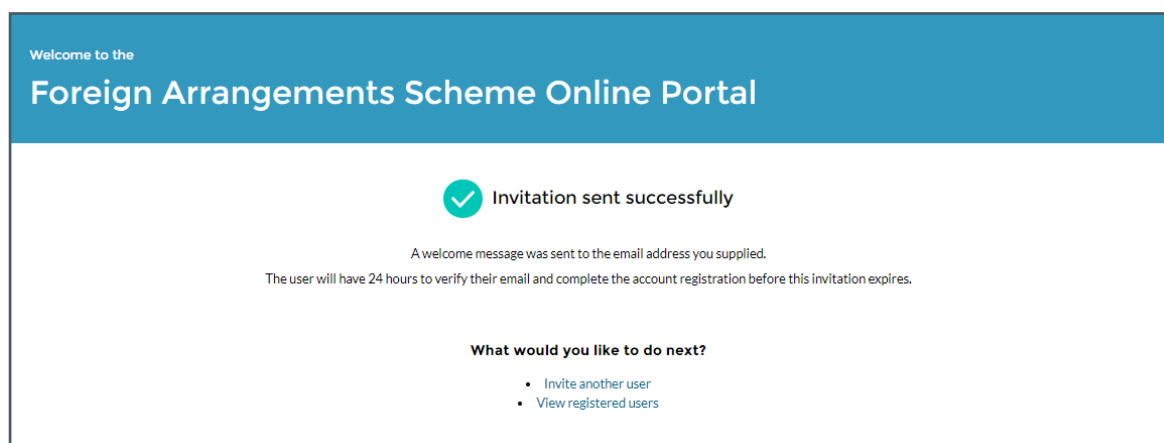 Welcome to the
Foreign Arrangements Scheme Online Portal
Invitation sent successfully
A welcome message was sent to the email address you supplied.
The user will have 24 hours to verify their email and complete the account registration before this invitation expires.
What would you like to do next?
• Invite another user
• View registered users